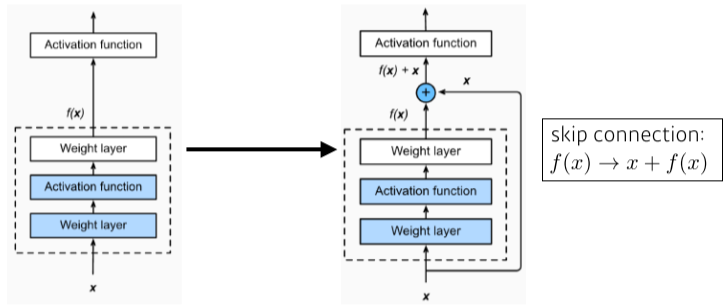 Activation function
f(x)
Weight layer
Activation function
Weight layer
x
Activation function
f(x) + x
x
+
f(x)
Weight layer
Activation function
Weight layer
x
skip connection:
f(x) → x + f(x)